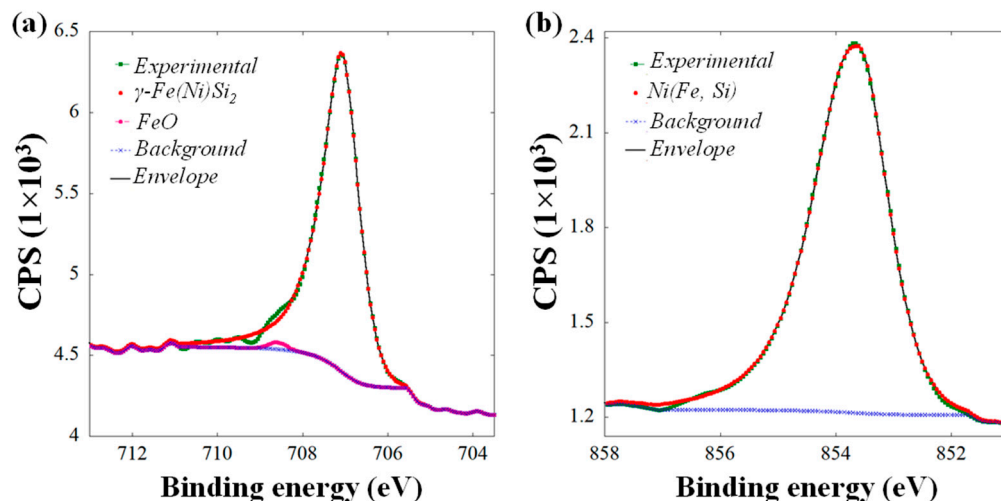 (a)
6.5
6
5.5
5
4.5
4
CPS (1×10³)
Experimental
γ-Fe(Ni)Si₂
FeO
Background
Envelope
712 710 708 706 704
Binding energy (eV)
(b)
2.4
2.1
1.8
1.5
1.2
CPS (1×10³)
Experimental
Ni(Fe, Si)
Background
Envelope
858 856 854 852
Binding energy (eV)